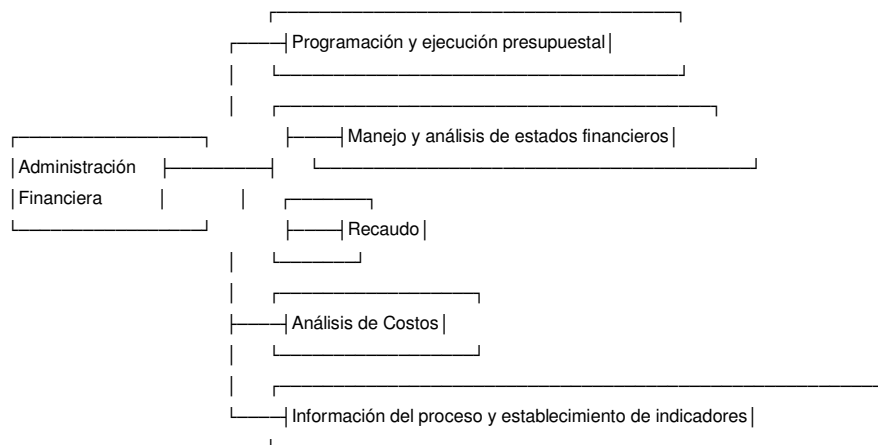 Programación y ejecución presupuestal
Manejo y análisis de estados financieros
Administración
Financiera
Recaudo
Análisis de Costos
Información del proceso y establecimiento de indicadores